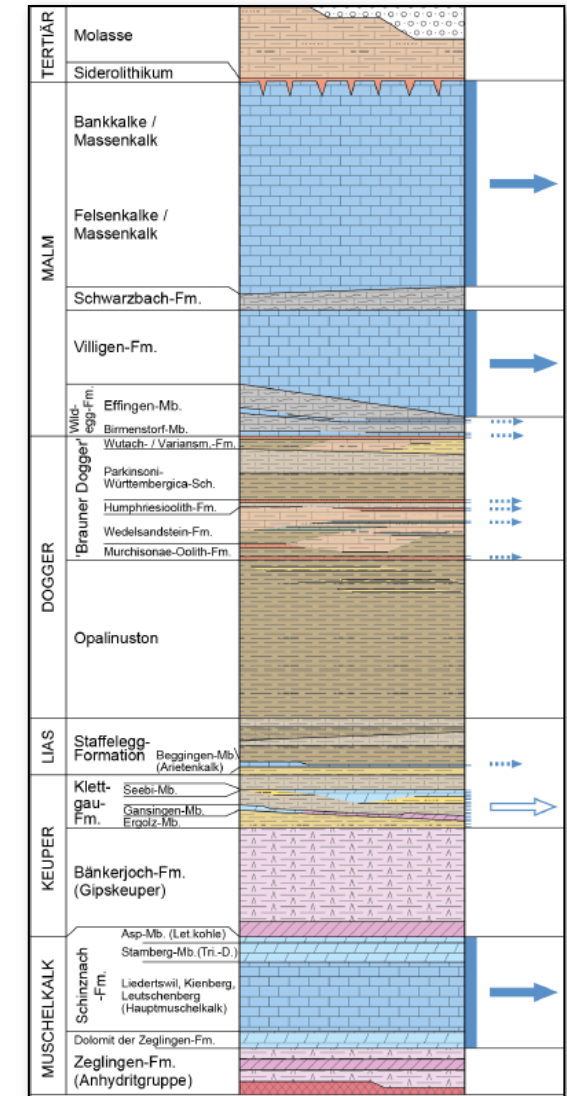 TERTIÄR
Molasse
Siderolithikum
MALM
Bankkalke /
Massenkalk
Felsenkalke /
Massenkalk
Schwarzbach-Fm.
Villigen-Fm.
Wild-
egg-Fm.
Effingen-Mb.
Birmenstorf-Mb.
DOGGER
'Brauner Dogger'
Wutach- / Variansm.-Fm.
Parkinsoni-
Württembergica-Sch.
Humphriesioolith-Fm.
Wedelsandstein-Fm.
Murchisonae-Oolith-Fm.
Opalinuston
LIAS
Staffelegg-
Formation
Beggingen-Mb.
(Arietenkalk)
KEUPER
Klett-
gau-
Fm.
Seebi-Mb.
Gansingen-Mb.
Ergolz-Mb.
Bänkerjoch-Fm.
(Gipskeuper)
Asp-Mb. (Let.kohle)
MUSCHELKALK
Schinznach
-Fm.
Stamberg-Mb.(Tri.-D.)
Liedertswil, Kienberg,
Leutschenberg
(Hauptmuschelkalk)
Dolomit der Zeglingen-Fm.
Zeglingen-Fm.
(Anhydritgruppe)